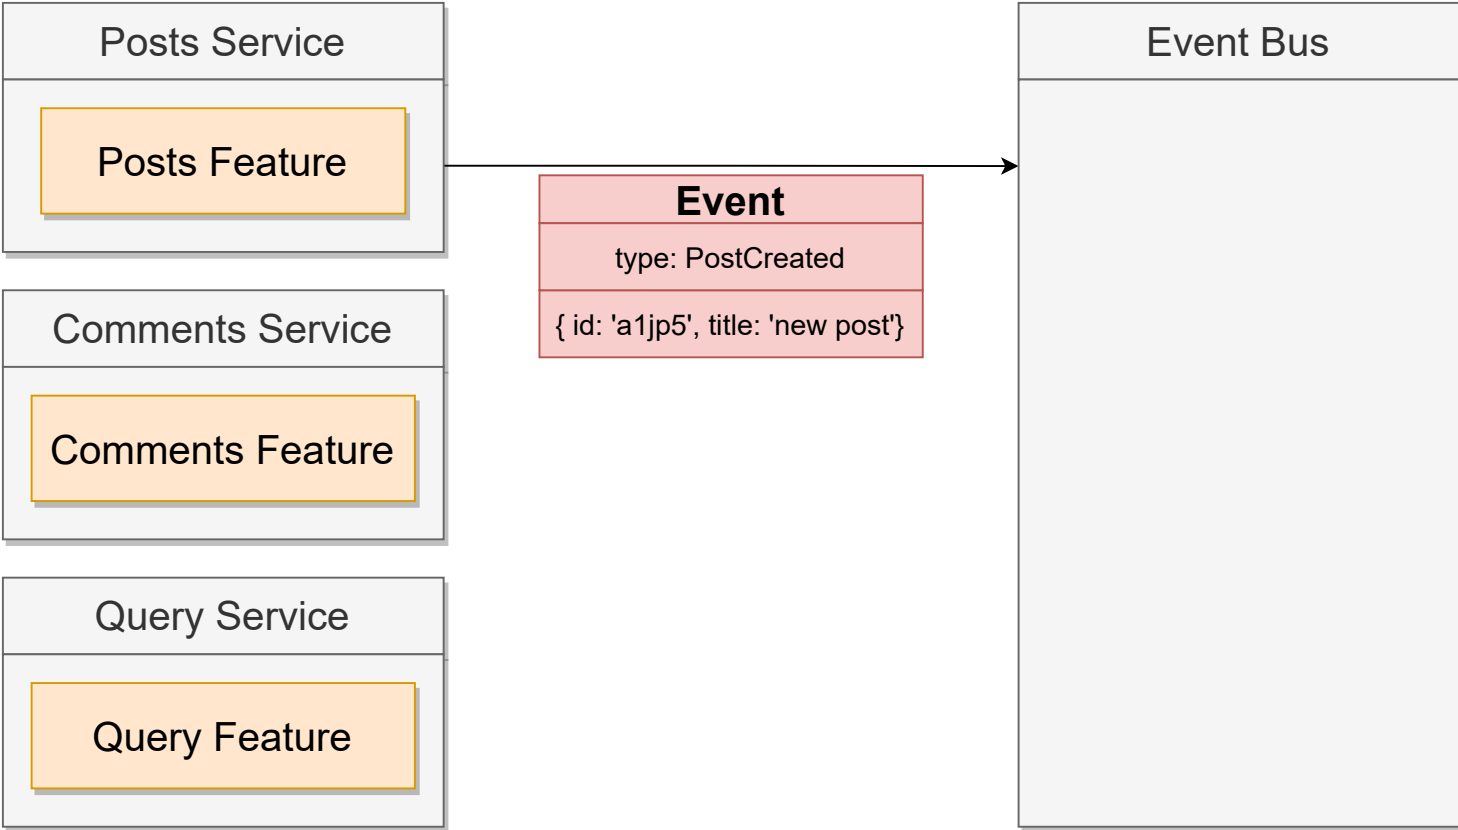 Posts Service
Posts Feature
Event Bus
Event
type: PostCreated
{ id: 'a1jp5', title: 'new post'}
Comments Service
Comments Feature
Query Service
Query Feature